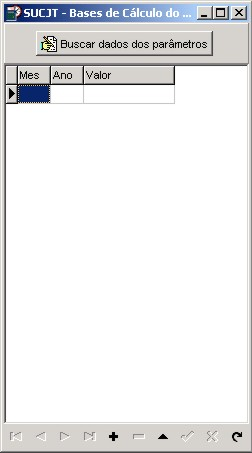 SUCJT - Bases de Cálculo do ...
Buscar dados dos parâmetros
Mes Ano Valor